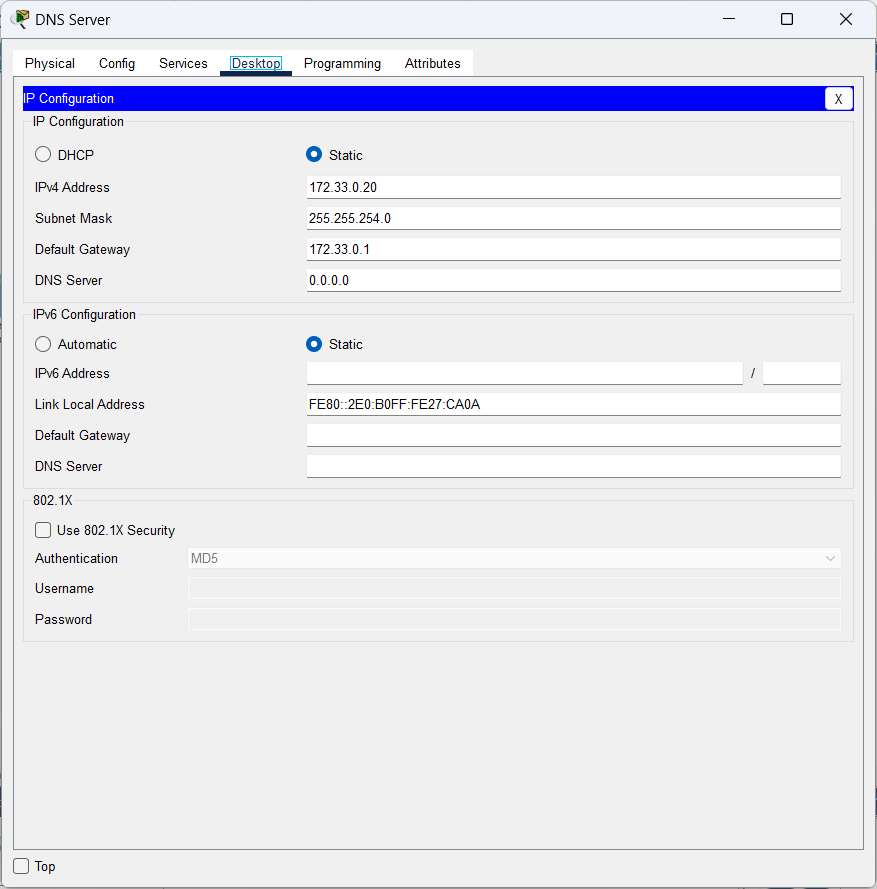 DNS Server
Physical Config Services Desktop Programming Attributes
IP Configuration X
IP Configuration
DHCP Static
IPv4 Address 172.33.0.20
Subnet Mask 255.255.254.0
Default Gateway 172.33.0.1
DNS Server 0.0.0.0
IPv6 Configuration
Automatic Static
IPv6 Address /
Link Local Address FE80::2E0:B0FF:FE27:CA0A
Default Gateway
DNS Server
802.1X
Use 802.1X Security
Authentication MD5
Username
Password
Top